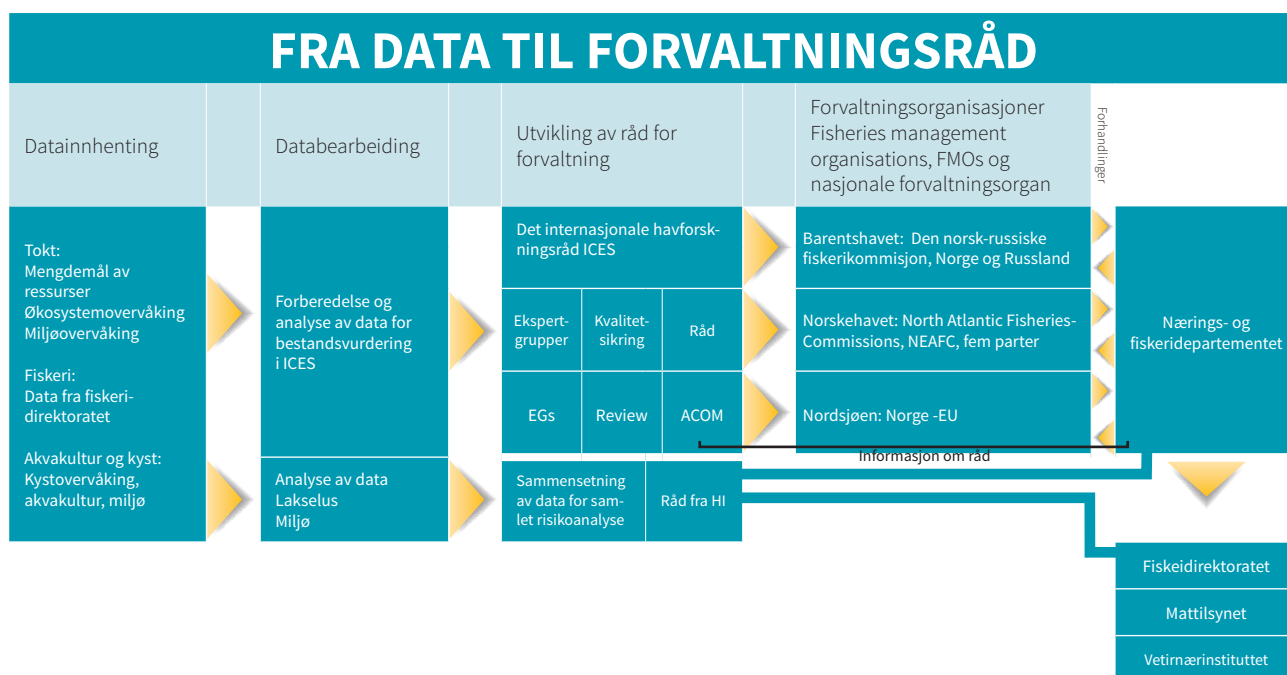 FRA DATA TIL FORVALTNINGSRÅD
Datainnhenting
Databearbeiding
Utvikling av råd for
forvaltning
Forvaltningsorganisasjoner
Fisheries management
organisations, FMOs og
nasjonale forvaltningsorgan
Forhandlinger
Tokt:
Mengdemål av
ressurser
Økosystemovervåking
Miljøovervåking
Fiskeri:
Data fra fiskeri-
direktoratet
Akvakultur og kyst:
Kystovervåking,
akvakultur, miljø
Forberedelse og
analyse av data for
bestandsvurdering
i ICES
Analyse av data
Lakselus
Miljø
Det internasjonale havforsk-
ningsråd ICES
Ekspert-
grupper
Kvalitet-
sikring
Råd
EGs
Review
ACOM
Sammensetning
av data for sam-
let risikoanalyse
Råd fra HI
Barentshavet:  Den norsk-russiske
fiskerikommisjon, Norge og Russland
Norskehavet: North Atlantic Fisheries-
Commissions, NEAFC, fem parter
Nordsjøen: Norge -EU
Informasjon om råd
Nærings- og
fiskeridepartementet
Fiskeidirektoratet
Mattilsynet
Vetirnærinstituttet